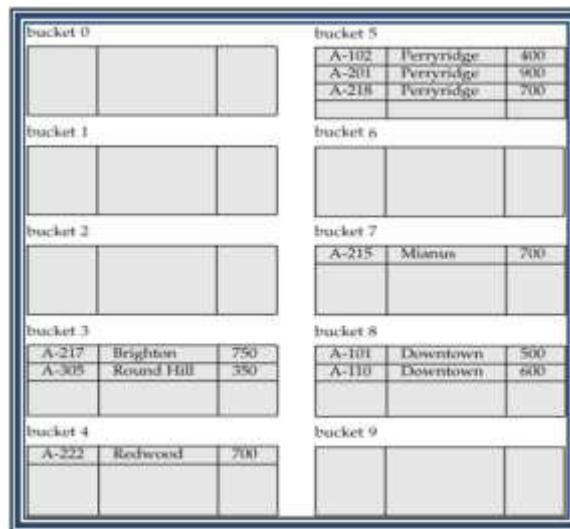 bucket 0
bucket 1
bucket 2
bucket 3
A-217 Brighton 750
A-305 Round Hill 350
bucket 4
A-222 Redwood 700
bucket 5
A-102 Perryridge 400
A-201 Perryridge 900
A-218 Perryridge 700
bucket 6
bucket 7
A-215 Mianus 700
bucket 8
A-101 Downtown 500
A-110 Downtown 600
bucket 9